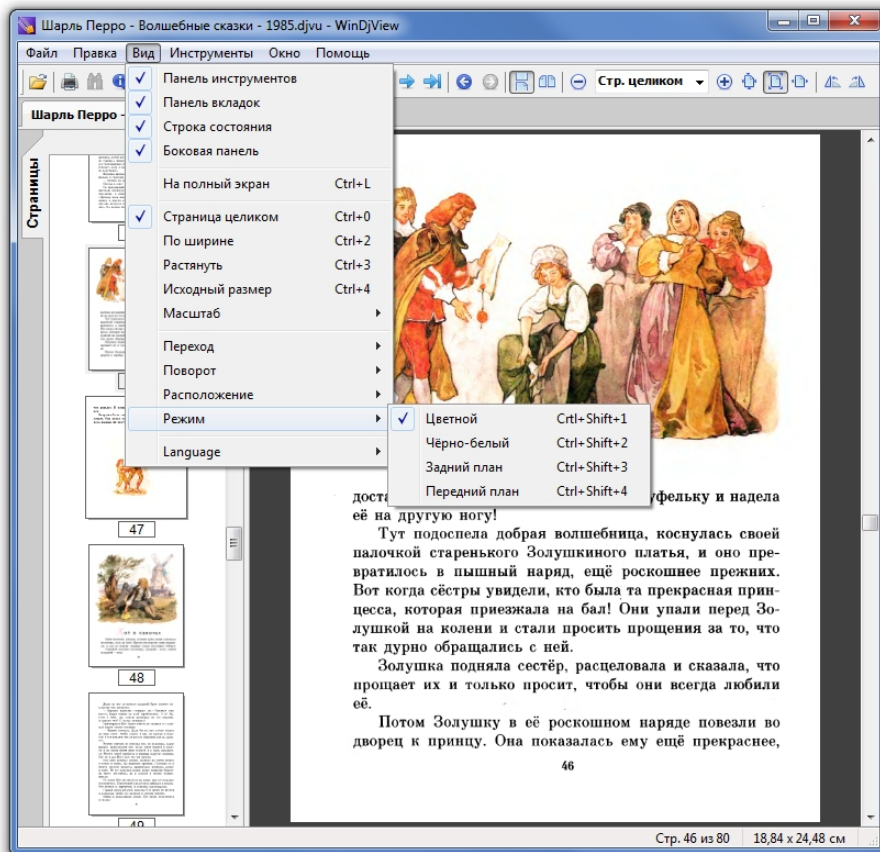 Шарль Перро - Волшебные сказки - 1985.djvu - WinDjView
Файл Правка Вид Инструменты Окно Помощь
Стр. целиком
Шарль Перро -
Страницы
Панель инструментов
Панель вкладок
Строка состояния
Боковая панель
На полный экран Ctrl+L
Страница целиком Ctrl+0
По ширине Ctrl+2
Растянуть Ctrl+3
Исходный размер Ctrl+4
Масштаб
Переход
Поворот
Расположение
Режим
Language
Цветной Crtl+Shift+1
Чёрно-белый Ctrl+Shift+2
Задний план Ctrl+Shift+3
Передний план Ctrl+Shift+4
47
48
49
доста уфельку и надела
её на другую ногу!
Тут подоспела добрая волшебница, коснулась своей
палочкой старенького Золушкиного платья, и оно пре-
вратилось в пышный наряд, ещё роскошнее прежних.
Вот когда сёстры увидели, кто была та прекрасная прин-
цесса, которая приезжала на бал! Они упали перед Зо-
лушкой на колени и стали просить прощения за то, что
так дурно обращались с ней.
Золушка подняла сестёр, расцеловала и сказала, что
прощает их и только просит, чтобы они всегда любили
её.
Потом Золушку в её роскошном наряде повезли во
дворец к принцу. Она показалась ему ещё прекраснее,
46
Стр. 46 из 80 18,84 x 24,48 см